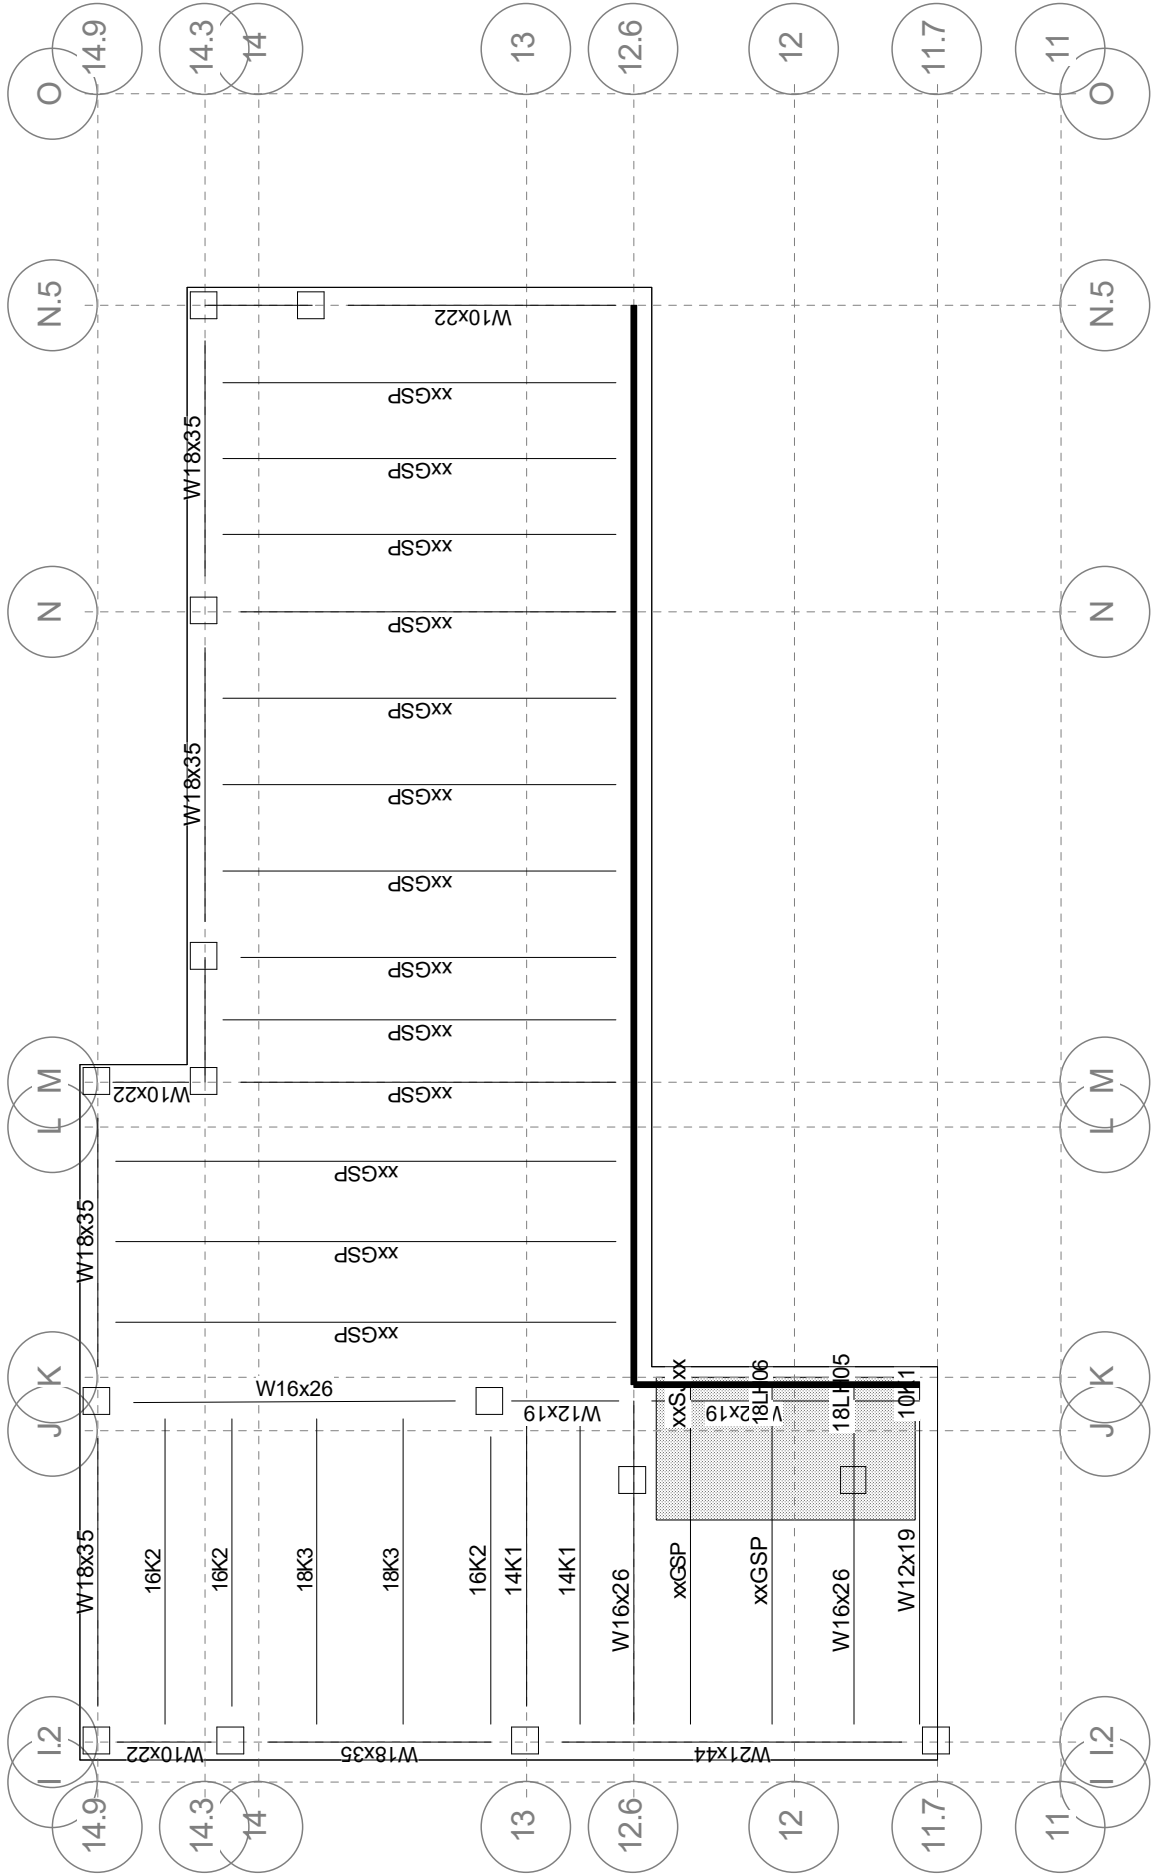 14.9
14.3
14
13
12.6
12
11.7
11
O
O
N.5
N.5
W10x22
xxGSP
W18x35
xxGSP
xxGSP
N
N
xxGSP
xxGSP
W18x35
xxGSP
xxGSP
xxGSP
xxGSP
M
M
W10x22
xxGSP
L
L
xxGSP
W18x35
xxGSP
xxGSP
K
K
W16x26
xxSJxx
18LH06
18LH05
10K1
W12x19
W12x19
J
J
W18x35
16K2
16K2
18K3
18K3
16K2
14K1
14K1
W16x26
xxGSP
xxGSP
W16x26
W12x19
I.2
I.2
W10x22
W18x35
W21x44
I
I
14.9
14.3
14
13
12.6
12
11.7
11